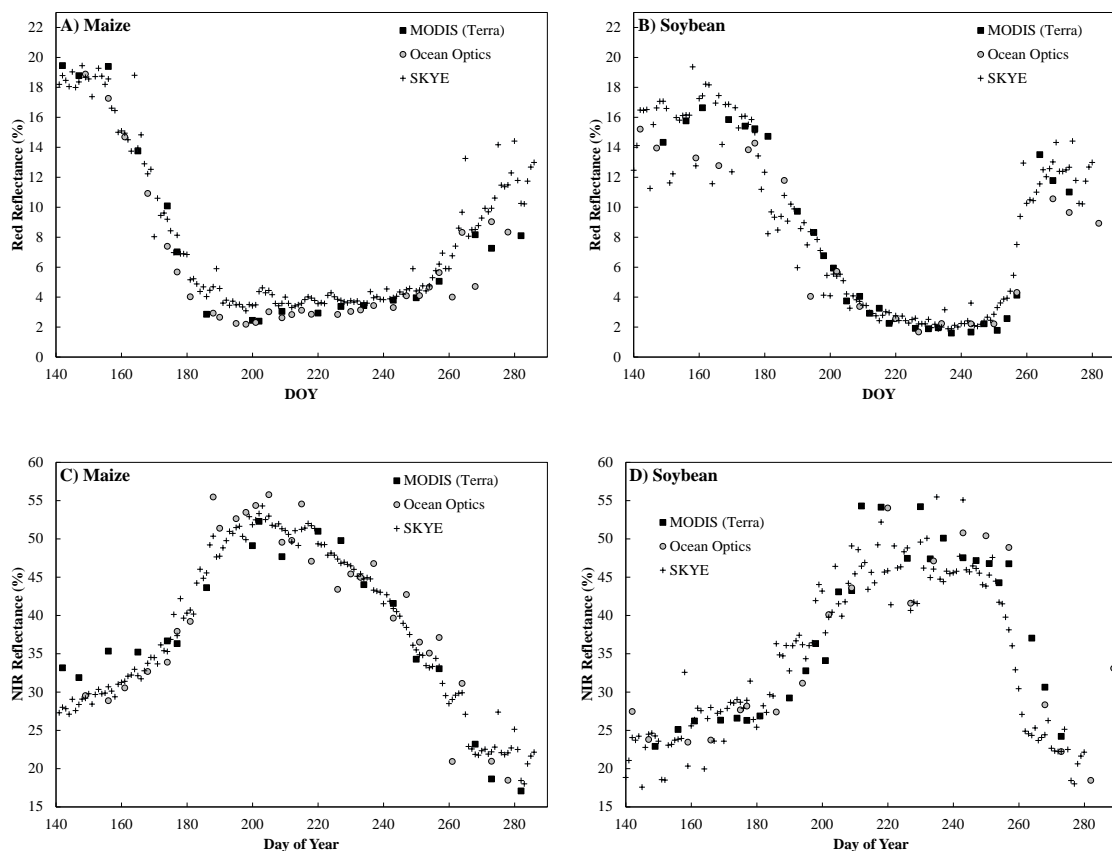 A) Maize
MODIS (Terra)
Ocean Optics
SKYE
Red Reflectance (%)
22
20
18
16
14
12
10
8
6
4
2
0
140 160 180 200 220 240 260 280
DOY
B) Soybean
MODIS (Terra)
Ocean Optics
SKYE
Red Reflectance (%)
22
20
18
16
14
12
10
8
6
4
2
0
140 160 180 200 220 240 260 280
DOY
C) Maize
MODIS (Terra)
Ocean Optics
SKYE
NIR Reflectance (%)
60
55
50
45
40
35
30
25
20
15
140 160 180 200 220 240 260 280
Day of Year
D) Soybean
MODIS (Terra)
Ocean Optics
SKYE
NIR Reflectance (%)
60
55
50
45
40
35
30
25
20
15
140 160 180 200 220 240 260 280
Day of Year